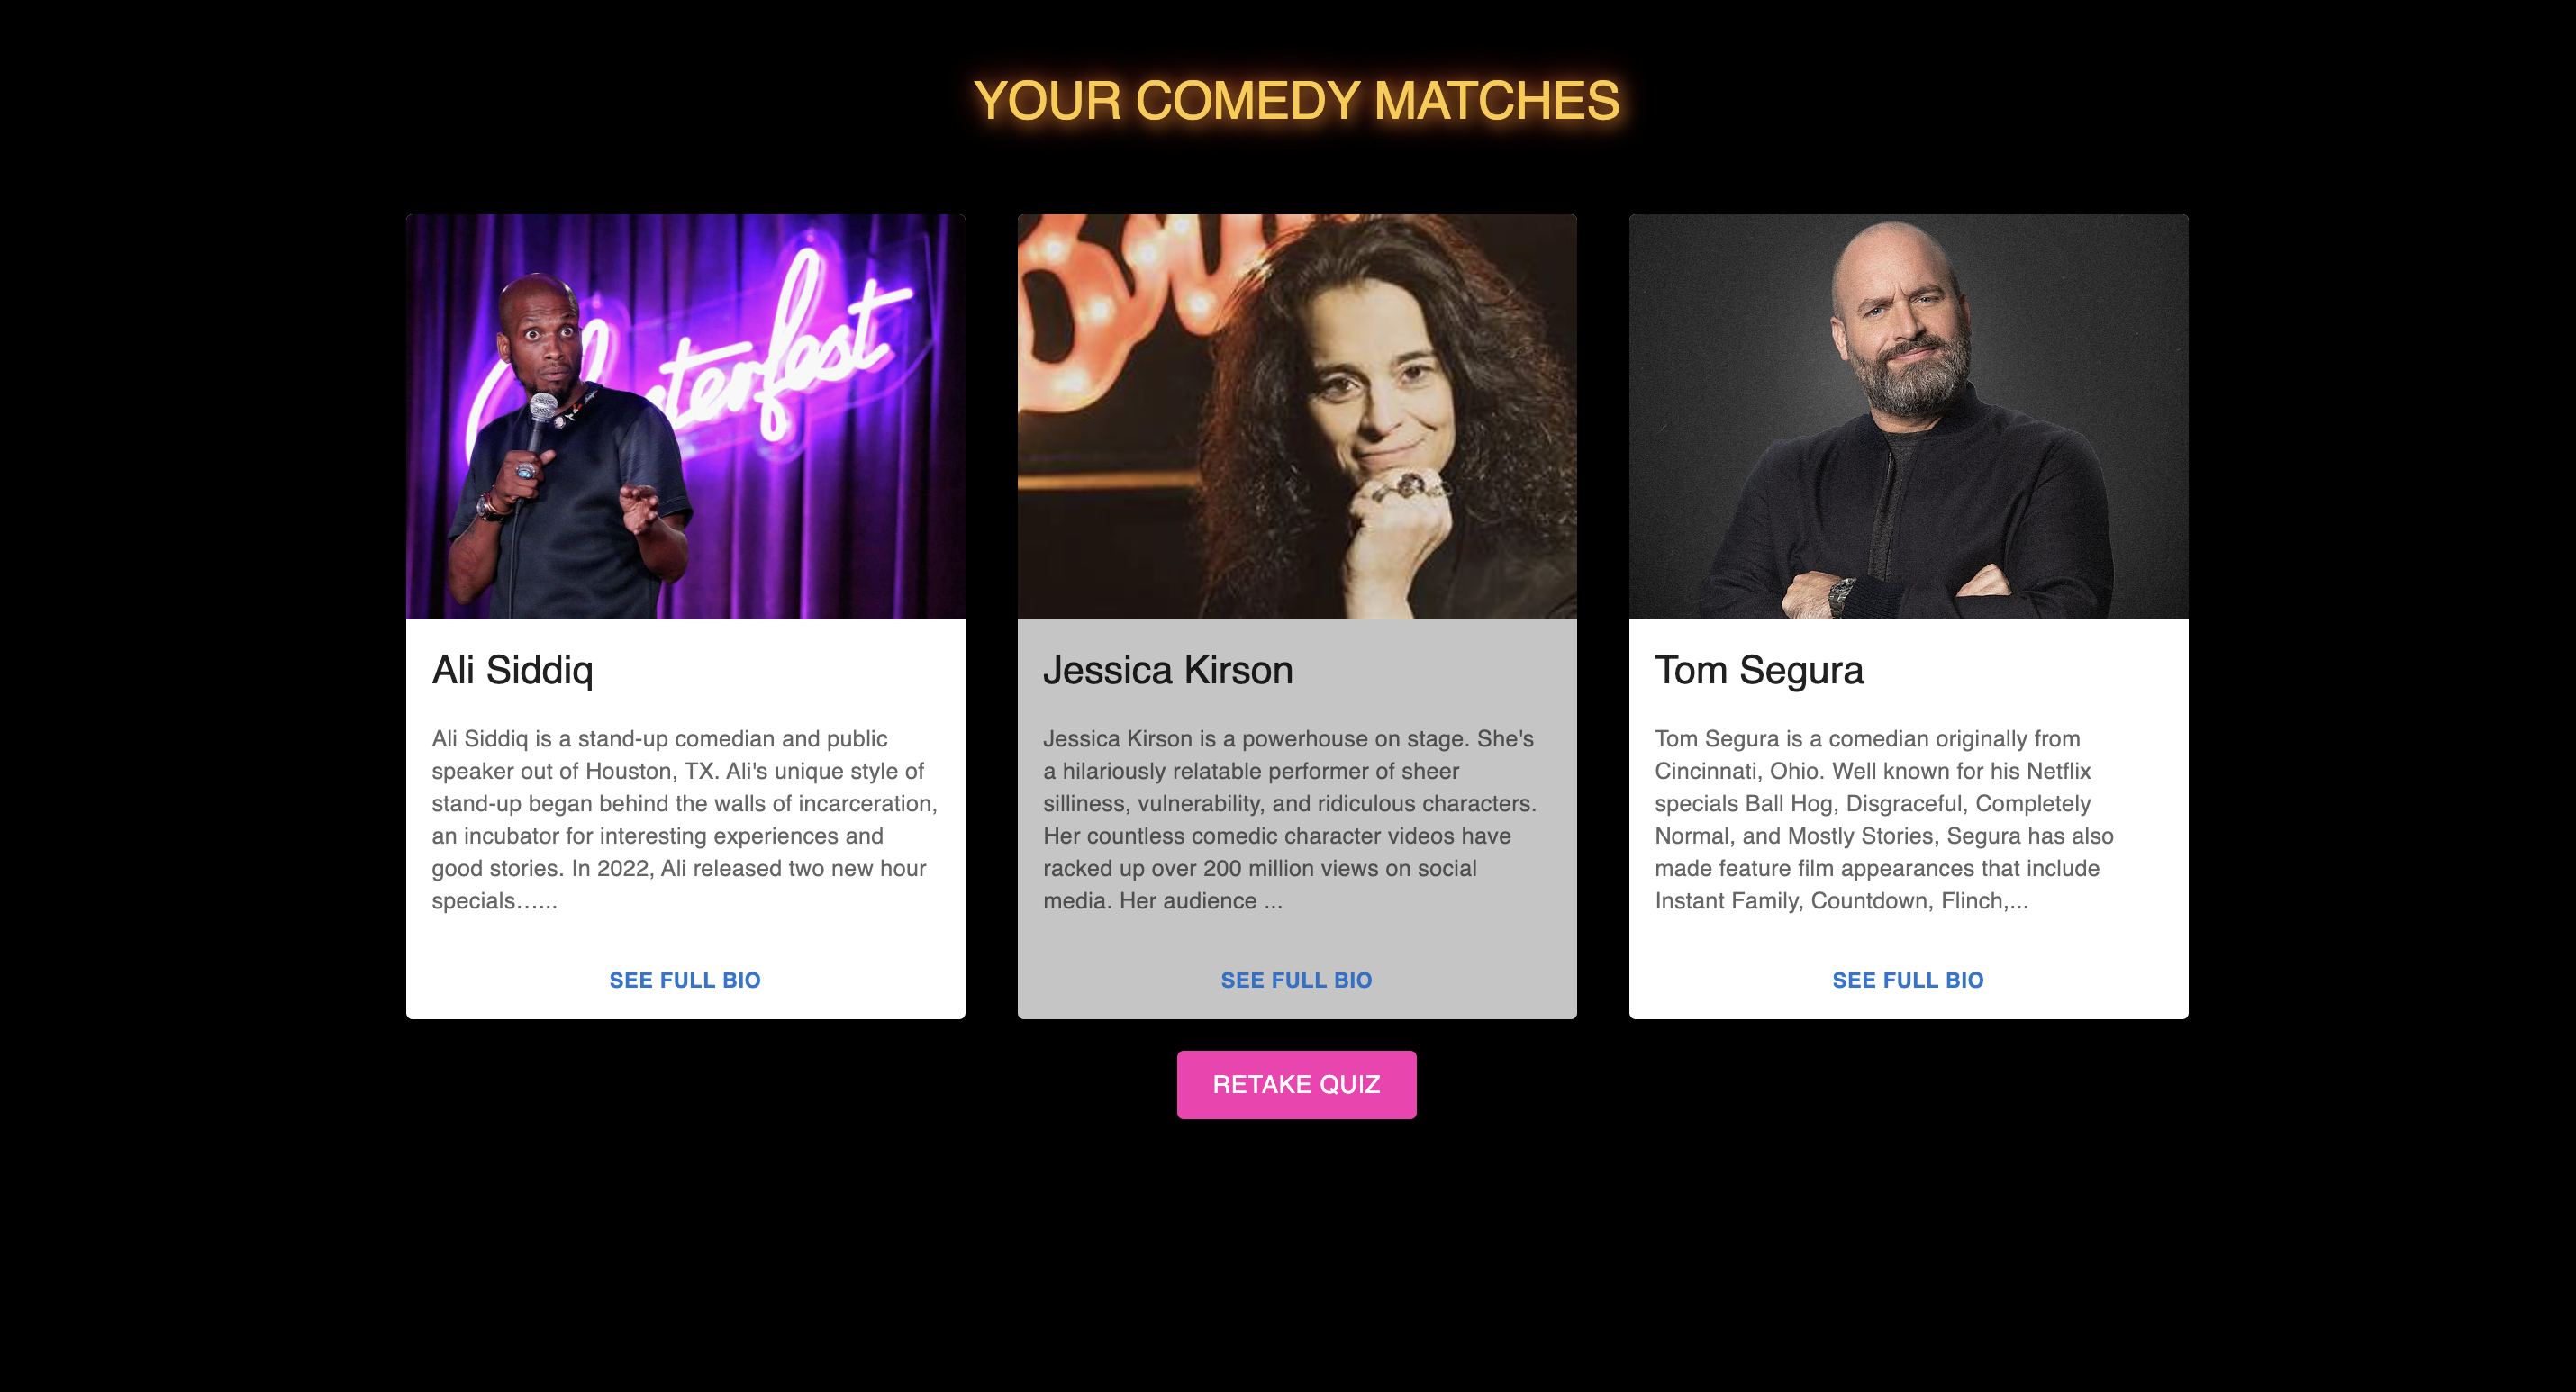 YOUR COMEDY MATCHES
terfest
Ali Siddiq
Ali Siddiq is a stand-up comedian and public
speaker out of Houston, TX. Ali's unique style of
stand-up began behind the walls of incarceration,
an incubator for interesting experiences and
good stories. In 2022, Ali released two new hour
specials…...
SEE FULL BIO
Jessica Kirson
Jessica Kirson is a powerhouse on stage. She's
a hilariously relatable performer of sheer
silliness, vulnerability, and ridiculous characters.
Her countless comedic character videos have
racked up over 200 million views on social
media. Her audience ...
SEE FULL BIO
Tom Segura
Tom Segura is a comedian originally from
Cincinnati, Ohio. Well known for his Netflix
specials Ball Hog, Disgraceful, Completely
Normal, and Mostly Stories, Segura has also
made feature film appearances that include
Instant Family, Countdown, Flinch,...
SEE FULL BIO
RETAKE QUIZ